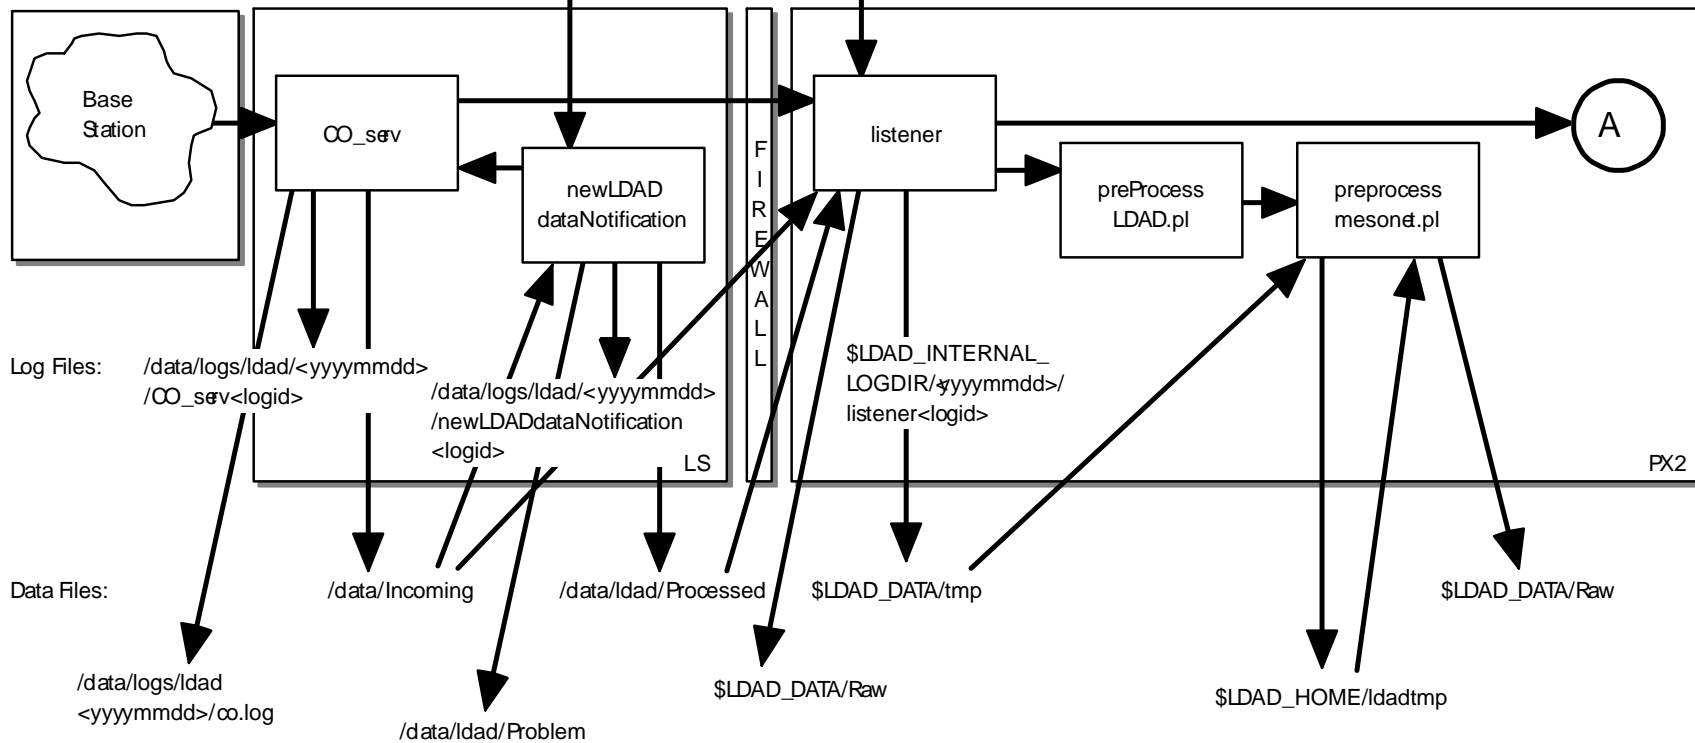 Base
Station
CO_serv
newLDAD
dataNotification
FIREWALL
listener
preProcess
LDAD.pl
preprocess
mesonet.pl
A
Log Files:
/data/logs/ldad/<yyyymmdd>
/CO_serv<logid>
/data/logs/ldad/<yyyymmdd>
/newLDADdataNotification
<logid>
$LDAD_INTERNAL_
LOGDIR/<yyyymmdd>/
listener<logid>
LS
PX2
Data Files:
/data/Incoming
/data/ldad/Processed
$LDAD_DATA/tmp
$LDAD_DATA/Raw
/data/logs/ldad
<yyyymmdd>/co.log
/data/ldad/Problem
$LDAD_DATA/Raw
$LDAD_HOME/ldadtmp